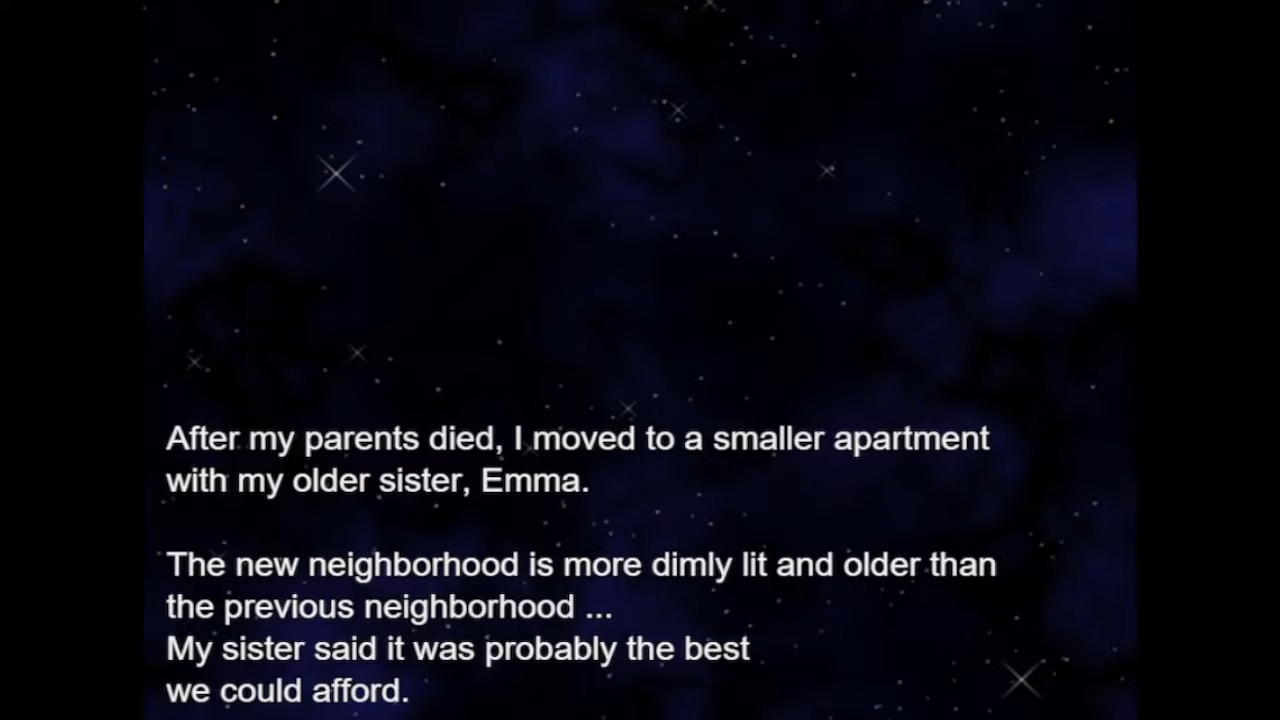 After my parents died, I moved to a smaller apartment
with my older sister, Emma.
The new neighborhood is more dimly lit and older than
the previous neighborhood ...
My sister said it was probably the best
we could afford.